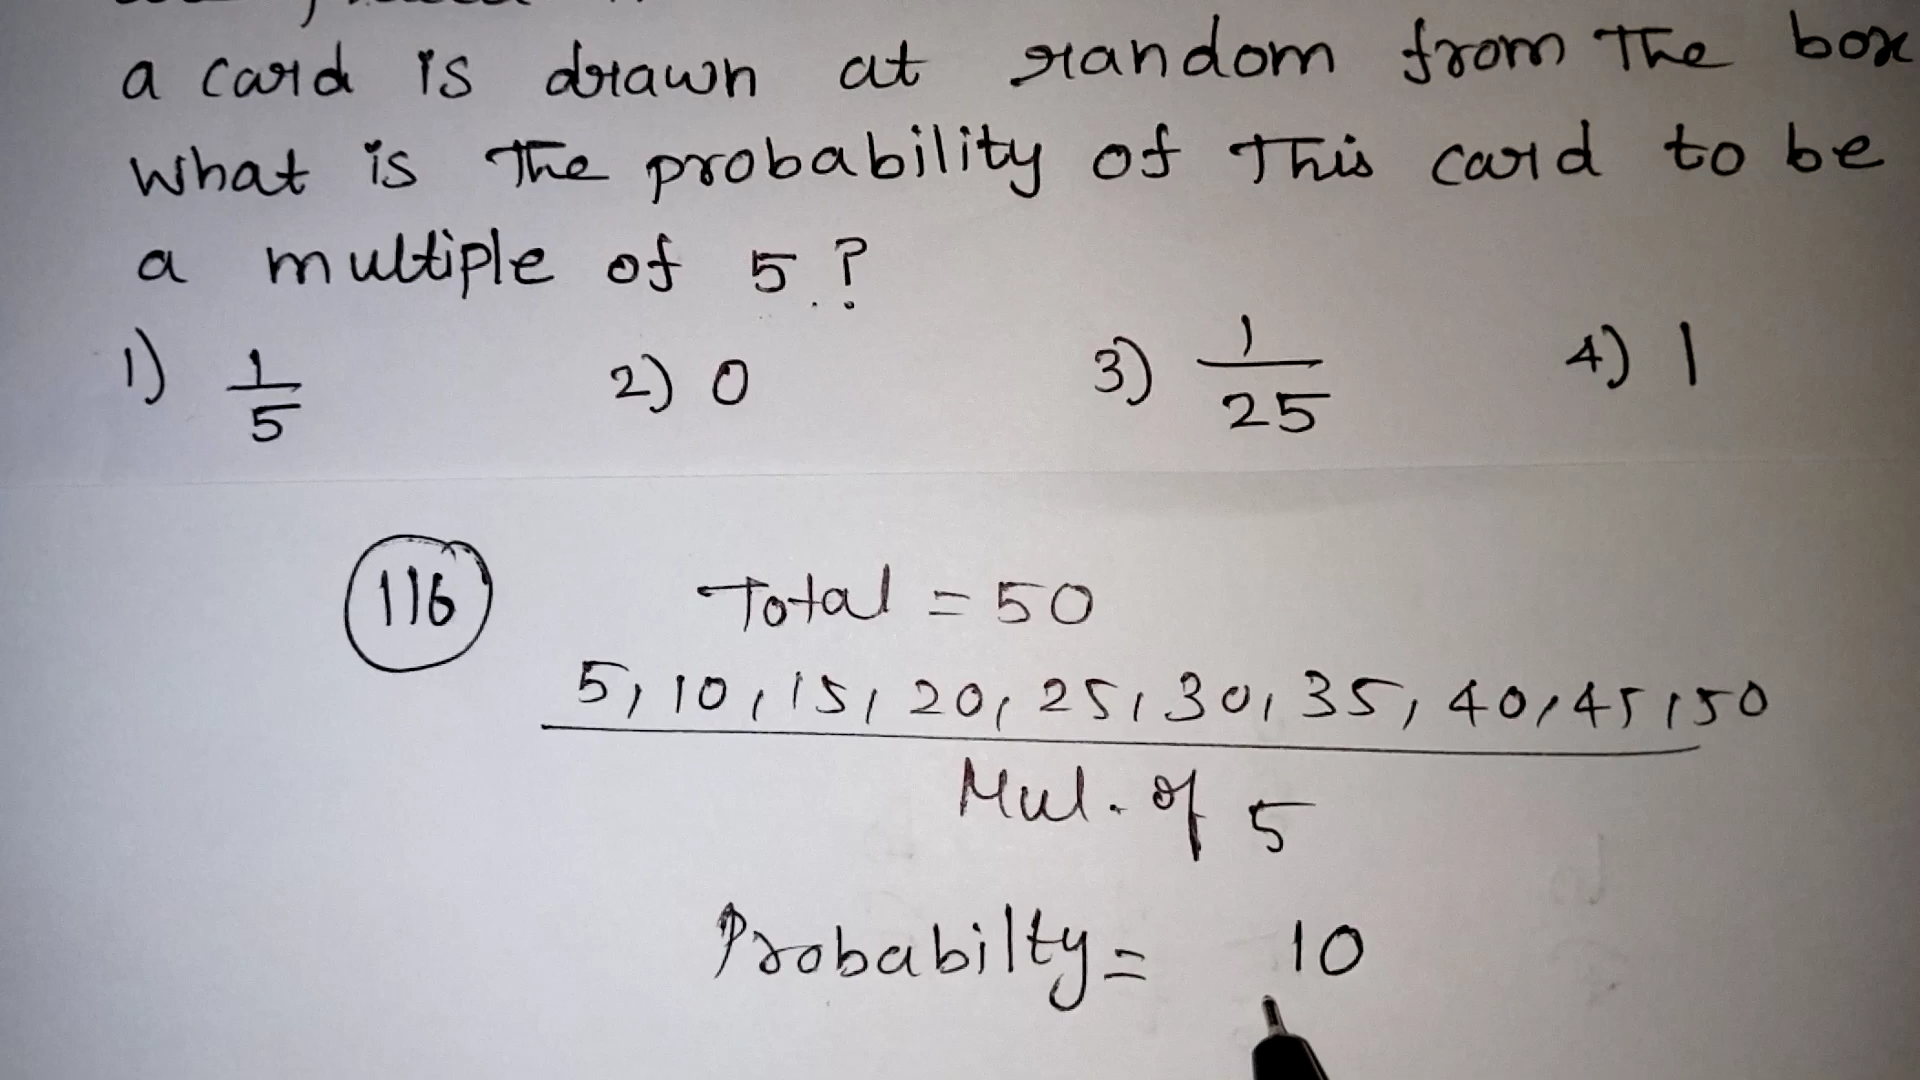 a card is drawn at random from The box
what is The probability of This card to be
a multiple of 5 ?
1) 1/5 2) 0 3) 1/25 4) 1
116 Total = 50
5, 10, 15, 20, 25, 30, 35, 40, 45, 50
Mul. of 5
Probabilty = 10